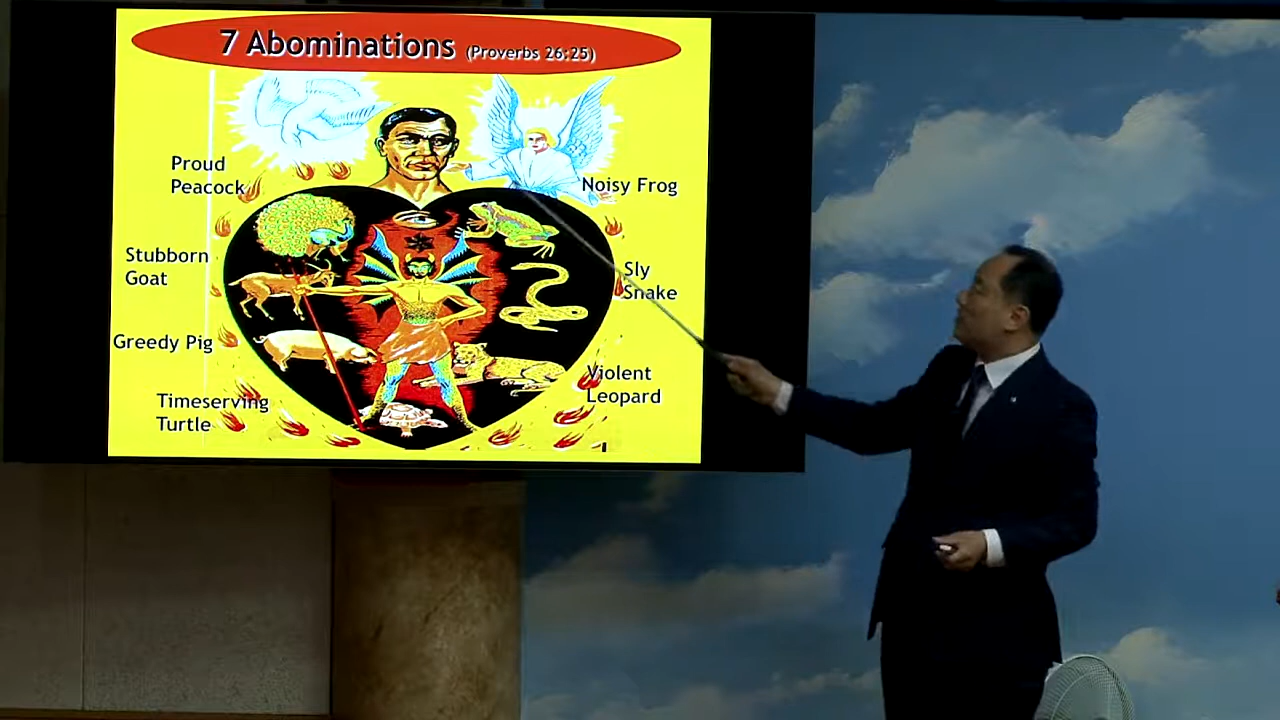 7 Abominations (Proverbs 26:25)
Proud
Peacock
Noisy Frog
Stubborn
Goat
Sly
Snake
Greedy Pig
Violent
Leopard
Timeserving
Turtle